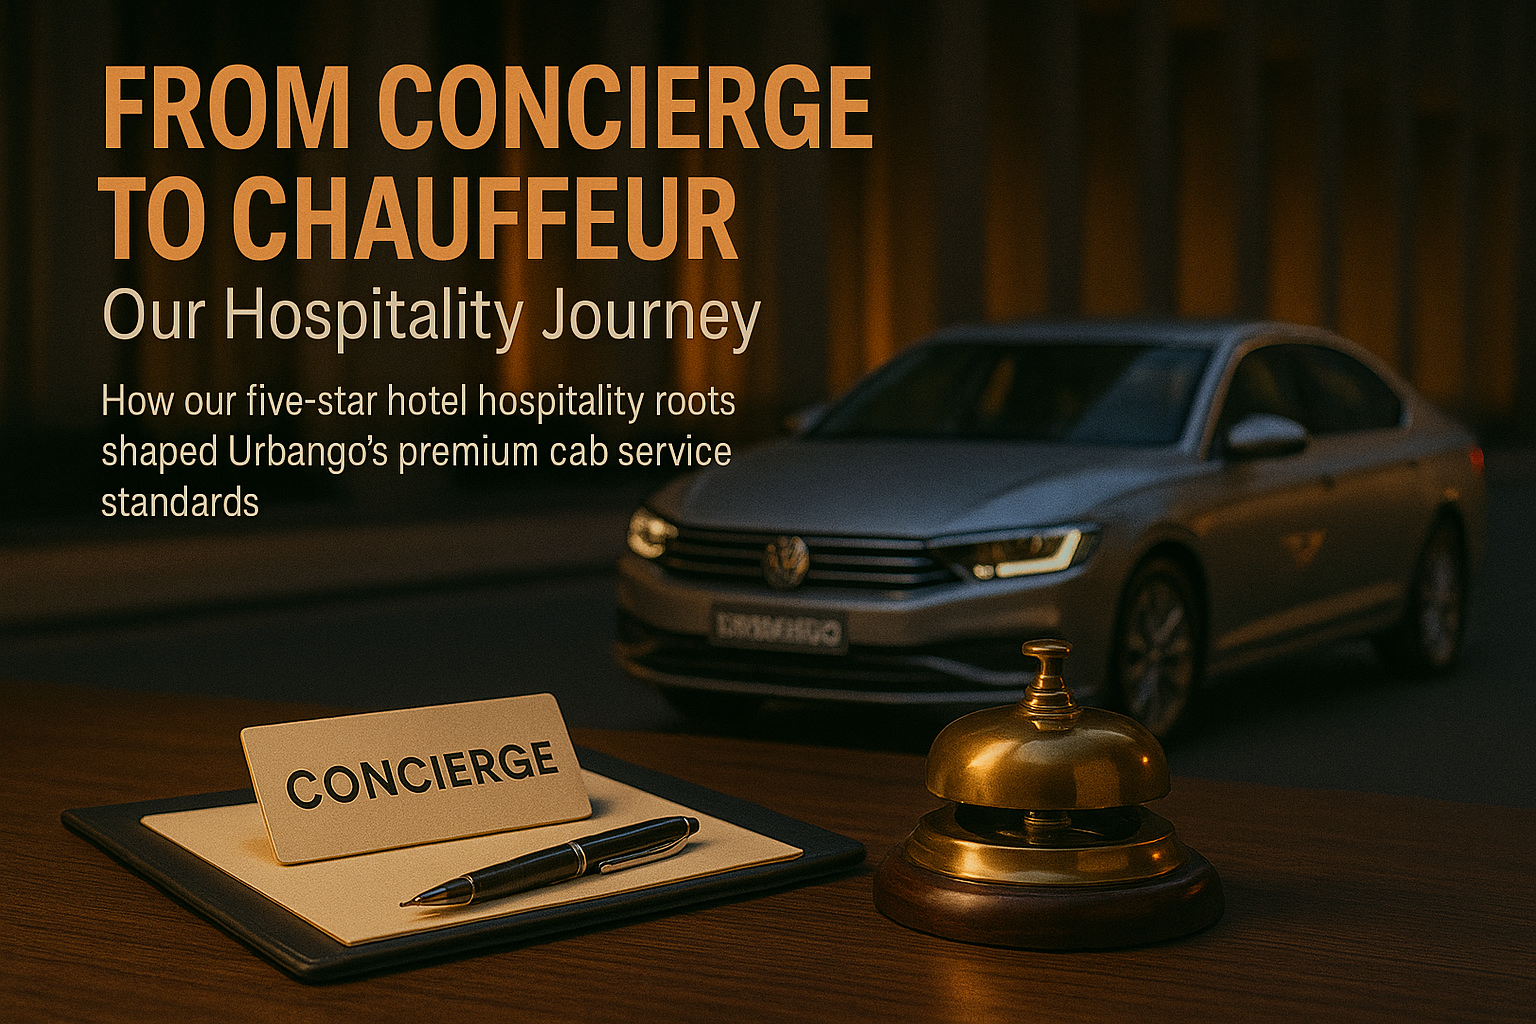 FROM CONCIERGE
TO CHAUFFEUR
Our Hospitality Journey
How our five-star hotel hospitality roots
shaped Urbango’s premium cab service
standards
CONCIERGE